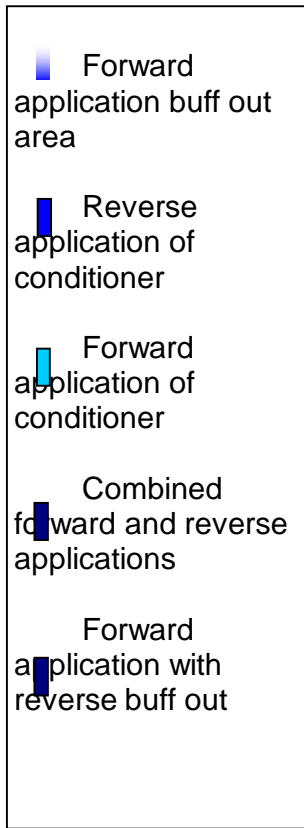 Forward
application buff out
area
Reverse
application of
conditioner
Forward
application of
conditioner
Combined
forward and reverse
applications
Forward
application with
reverse buff out